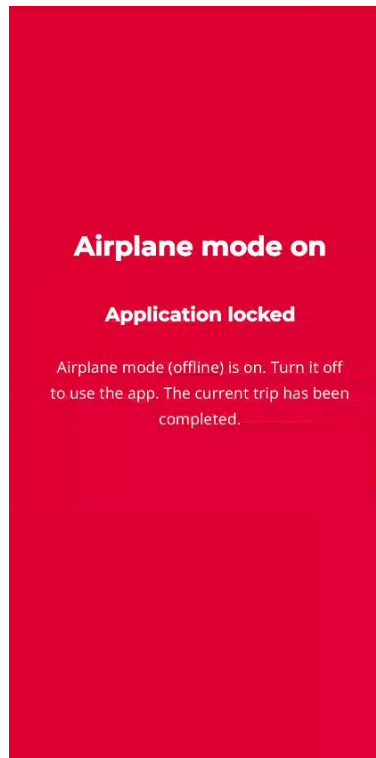 Airplane mode on
Application locked
Airplane mode (offline) is on. Turn it off
to use the app. The current trip has been
completed.